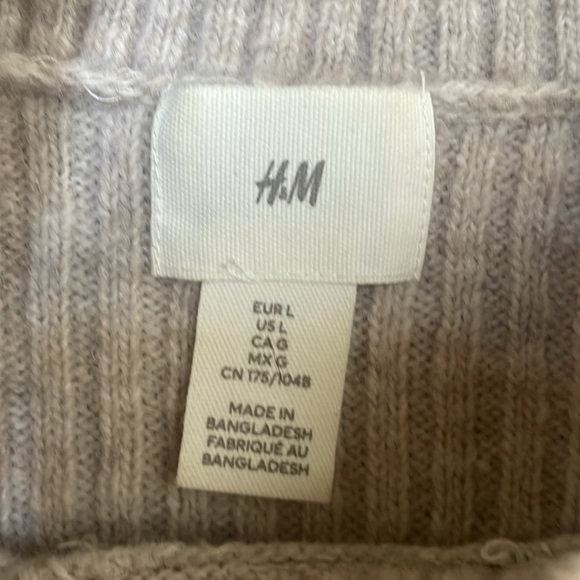 H&M
EUR L
US L
CA G
MX G
CN 175/104B
MADE IN
BANGLADESH
FABRIQUÉ AU
BANGLADESH